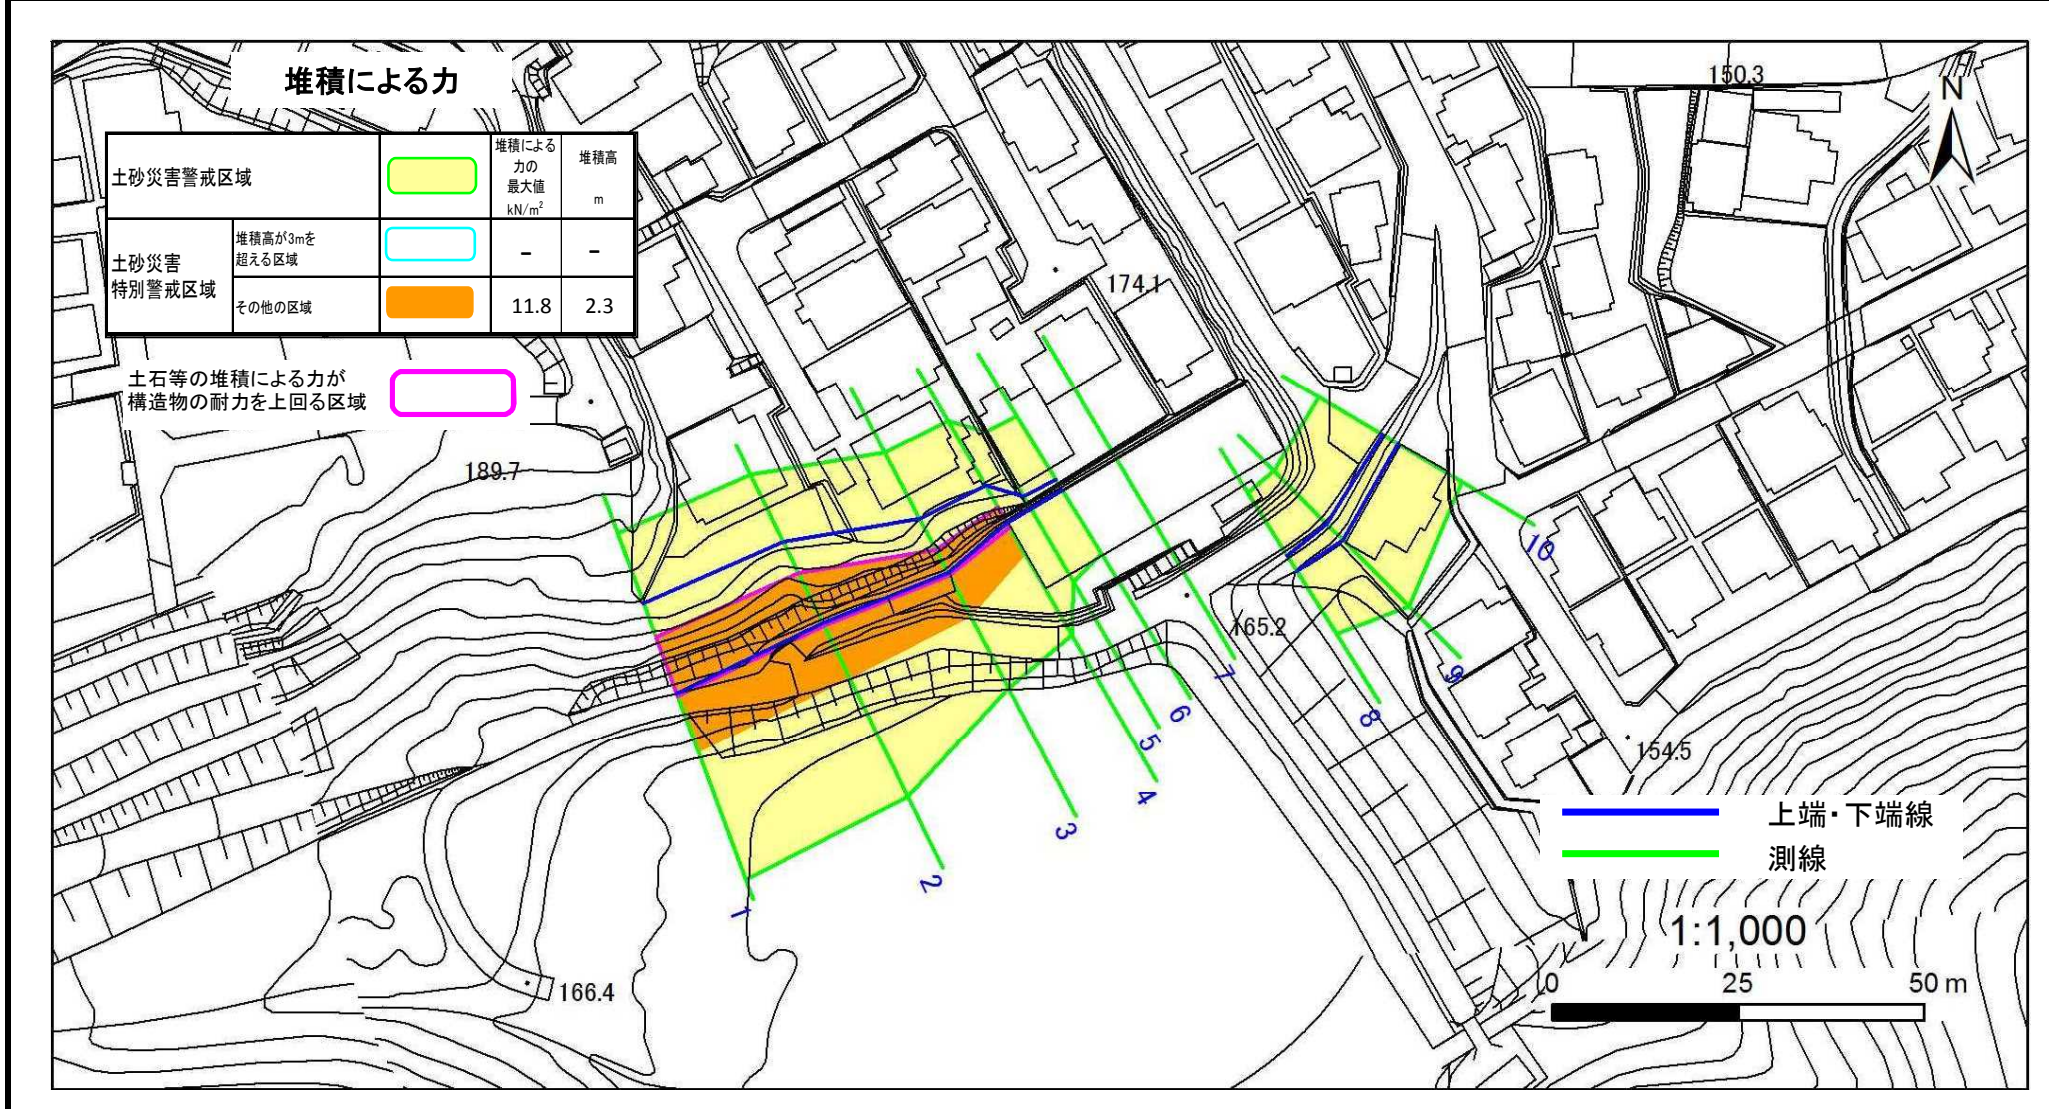 堆積による力
土砂災害警戒区域
堆積による
力の
最大値
kN/m²
堆積高
m
土砂災害
特別警戒区域
堆積高が3mを
超える区域
-
-
その他の区域
11.8
2.3
土石等の堆積による力が
構造物の耐力を上回る区域
150.3
N
174.1
189.7
165.2
154.5
166.4
1
2
3
4
5
6
7
8
9
10
上端・下端線
測線
1:1,000
0
25
50 m